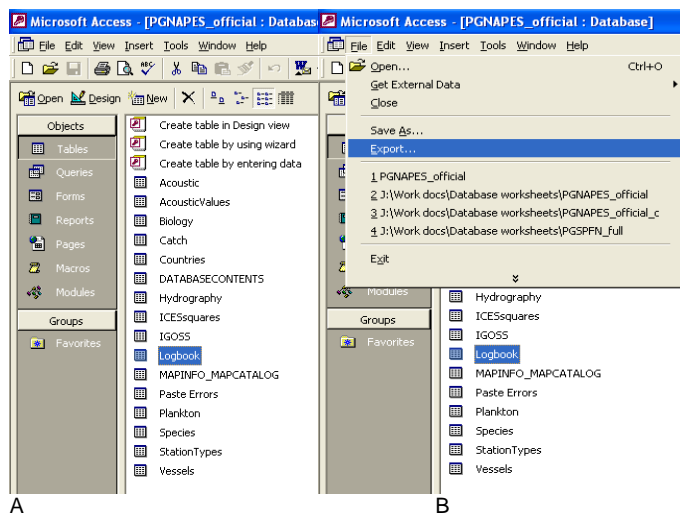 Microsoft Access - [PGNAPES_official : Databas
File Edit View Insert Tools Window Help
Open Design New
Objects
Tables
Queries
Forms
Reports
Pages
Macros
Modules
Groups
Favorites
Create table in Design view
Create table by using wizard
Create table by entering data
Acoustic
AcousticValues
Biology
Catch
Countries
DATABASECONTENTS
Hydrography
ICESsquares
IGOSS
Logbook
MAPINFO_MAPCATALOG
Paste Errors
Plankton
Species
StationTypes
Vessels
A
Microsoft Access - [PGNAPES_official : Database]
File Edit View Insert Tools Window Help
Open... Ctrl+O
Get External Data
Close
Save As...
Export...
1 PGNAPES_official
2 J:\Work docs\Database worksheets\PGNAPES_official
3 J:\Work docs\Database worksheets\PGNAPES_official_c
4 J:\Work docs\Database worksheets\PGSPFN_full
Exit
Modules
Groups
Favorites
Hydrography
ICESsquares
IGOSS
Logbook
MAPINFO_MAPCATALOG
Paste Errors
Plankton
Species
StationTypes
Vessels
B